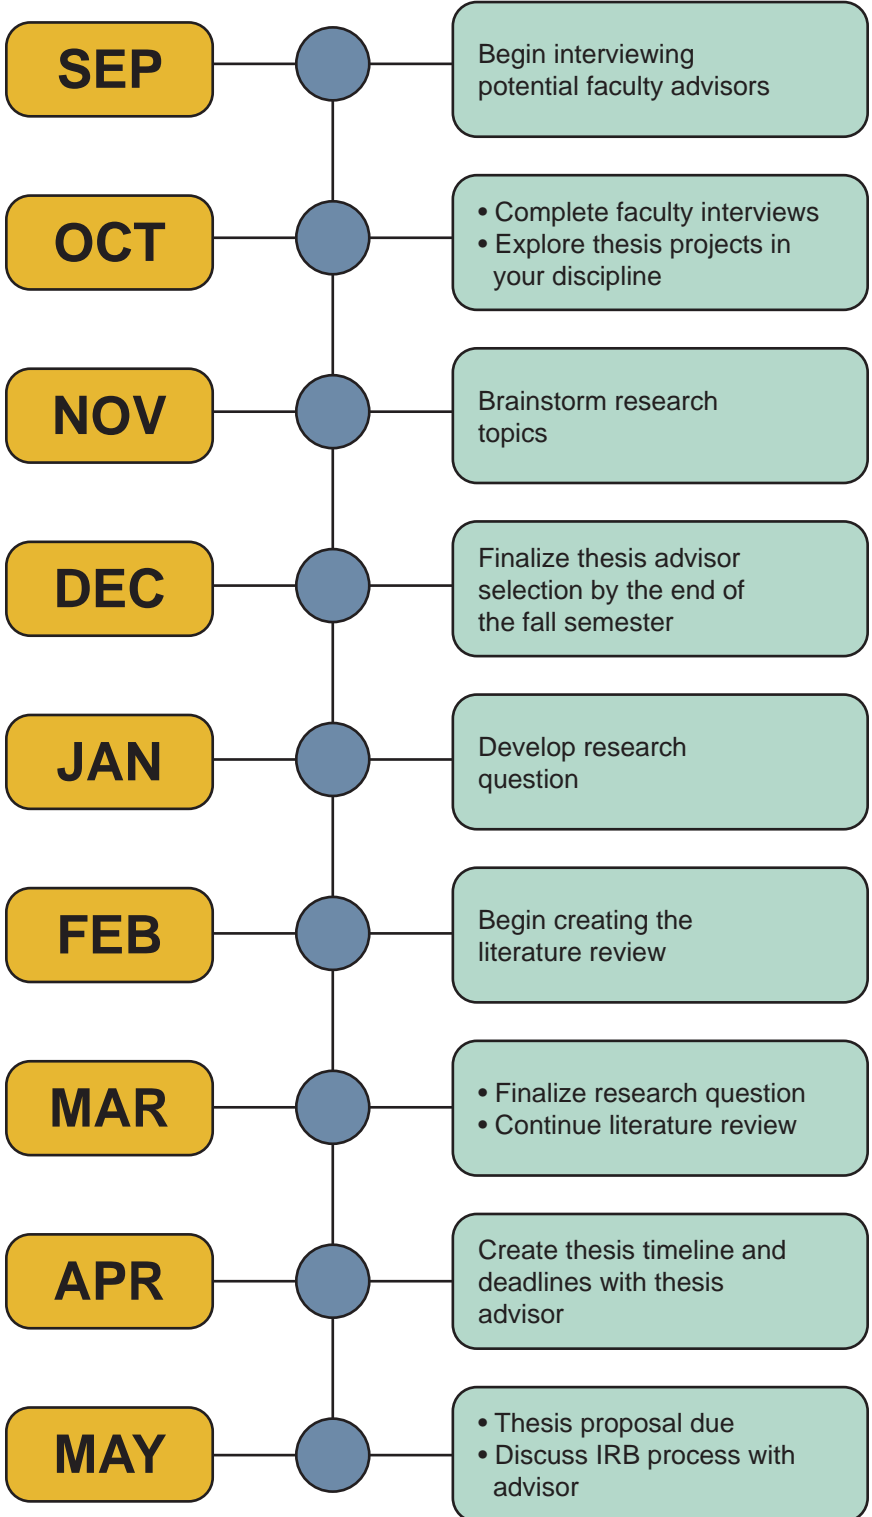 SEP
Begin interviewing
potential faculty advisors
OCT
• Complete faculty interviews
• Explore thesis projects in
your discipline
NOV
Brainstorm research
topics
DEC
Finalize thesis advisor
selection by the end of
the fall semester
JAN
Develop research
question
FEB
Begin creating the
literature review
MAR
• Finalize research question
• Continue literature review
APR
Create thesis timeline and
deadlines with thesis
advisor
MAY
• Thesis proposal due
• Discuss IRB process with
advisor